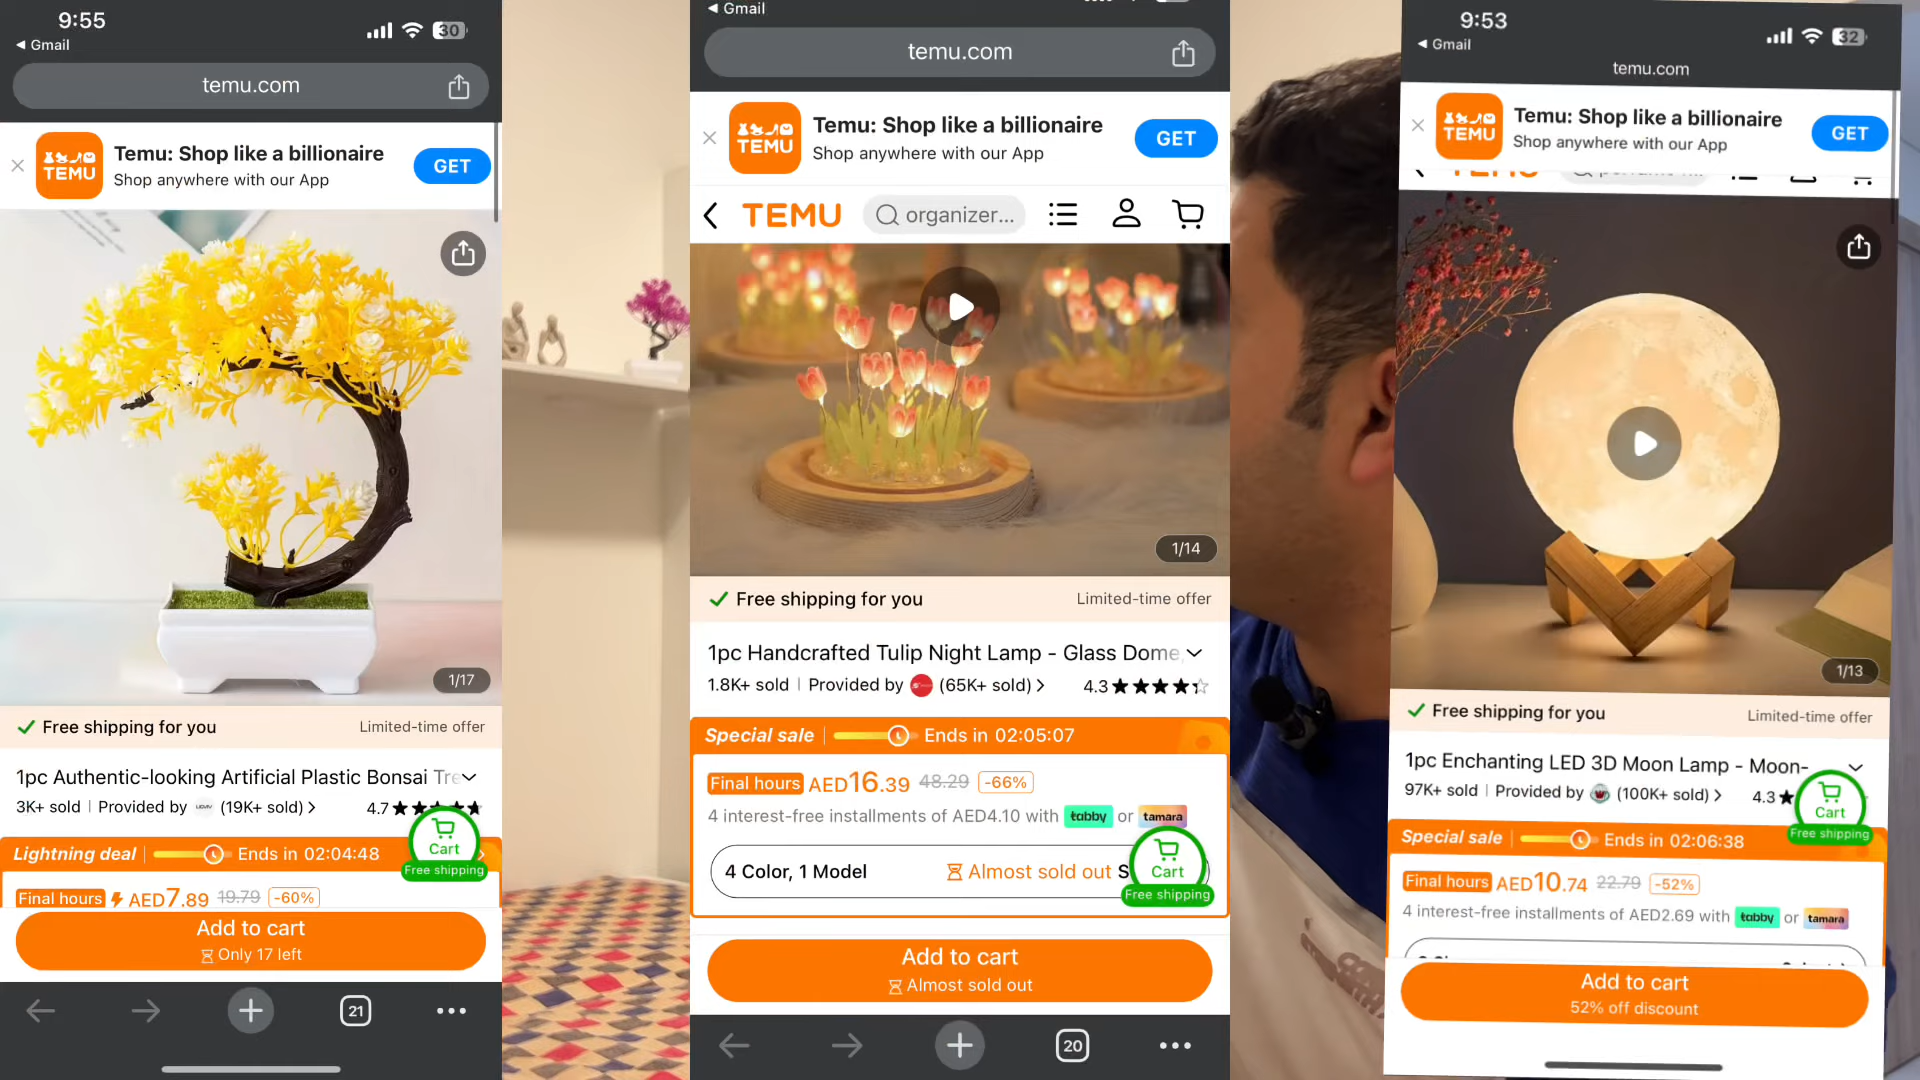 9:55
30
◀ Gmail
temu.com
TEMU
Temu: Shop like a billionaire
Shop anywhere with our App
GET
1/17
Free shipping for you
Limited-time offer
1pc Authentic-looking Artificial Plastic Bonsai Tre
3K+ sold | Provided by (19K+ sold) >
4.7
Lightning deal | Ends in 02:04:48
Cart
Free shipping
Final hours AED7.89 19.79 -60%
Add to cart
Only 17 left
21
◀ Gmail
temu.com
TEMU
Temu: Shop like a billionaire
Shop anywhere with our App
GET
TEMU
organizer...
1/14
Free shipping for you
Limited-time offer
1pc Handcrafted Tulip Night Lamp - Glass Dome,
1.8K+ sold | Provided by (65K+ sold) >
4.3
Special sale | Ends in 02:05:07
Final hours AED16.39 48.29 -66%
4 interest-free installments of AED4.10 with tabby or tamara
4 Color, 1 Model
Almost sold out S
Cart
Free shipping
Add to cart
Almost sold out
20
9:53
32
◀ Gmail
temu.com
TEMU
Temu: Shop like a billionaire
Shop anywhere with our App
GET
TEMU
1/13
Free shipping for you
Limited-time offer
1pc Enchanting LED 3D Moon Lamp - Moon-
97K+ sold | Provided by (100K+ sold) >
4.3
Special sale | Ends in 02:06:38
Cart
Free shipping
Final hours AED10.74 22.79 -52%
4 interest-free installments of AED2.69 with tabby or tamara
Add to cart
52% off discount